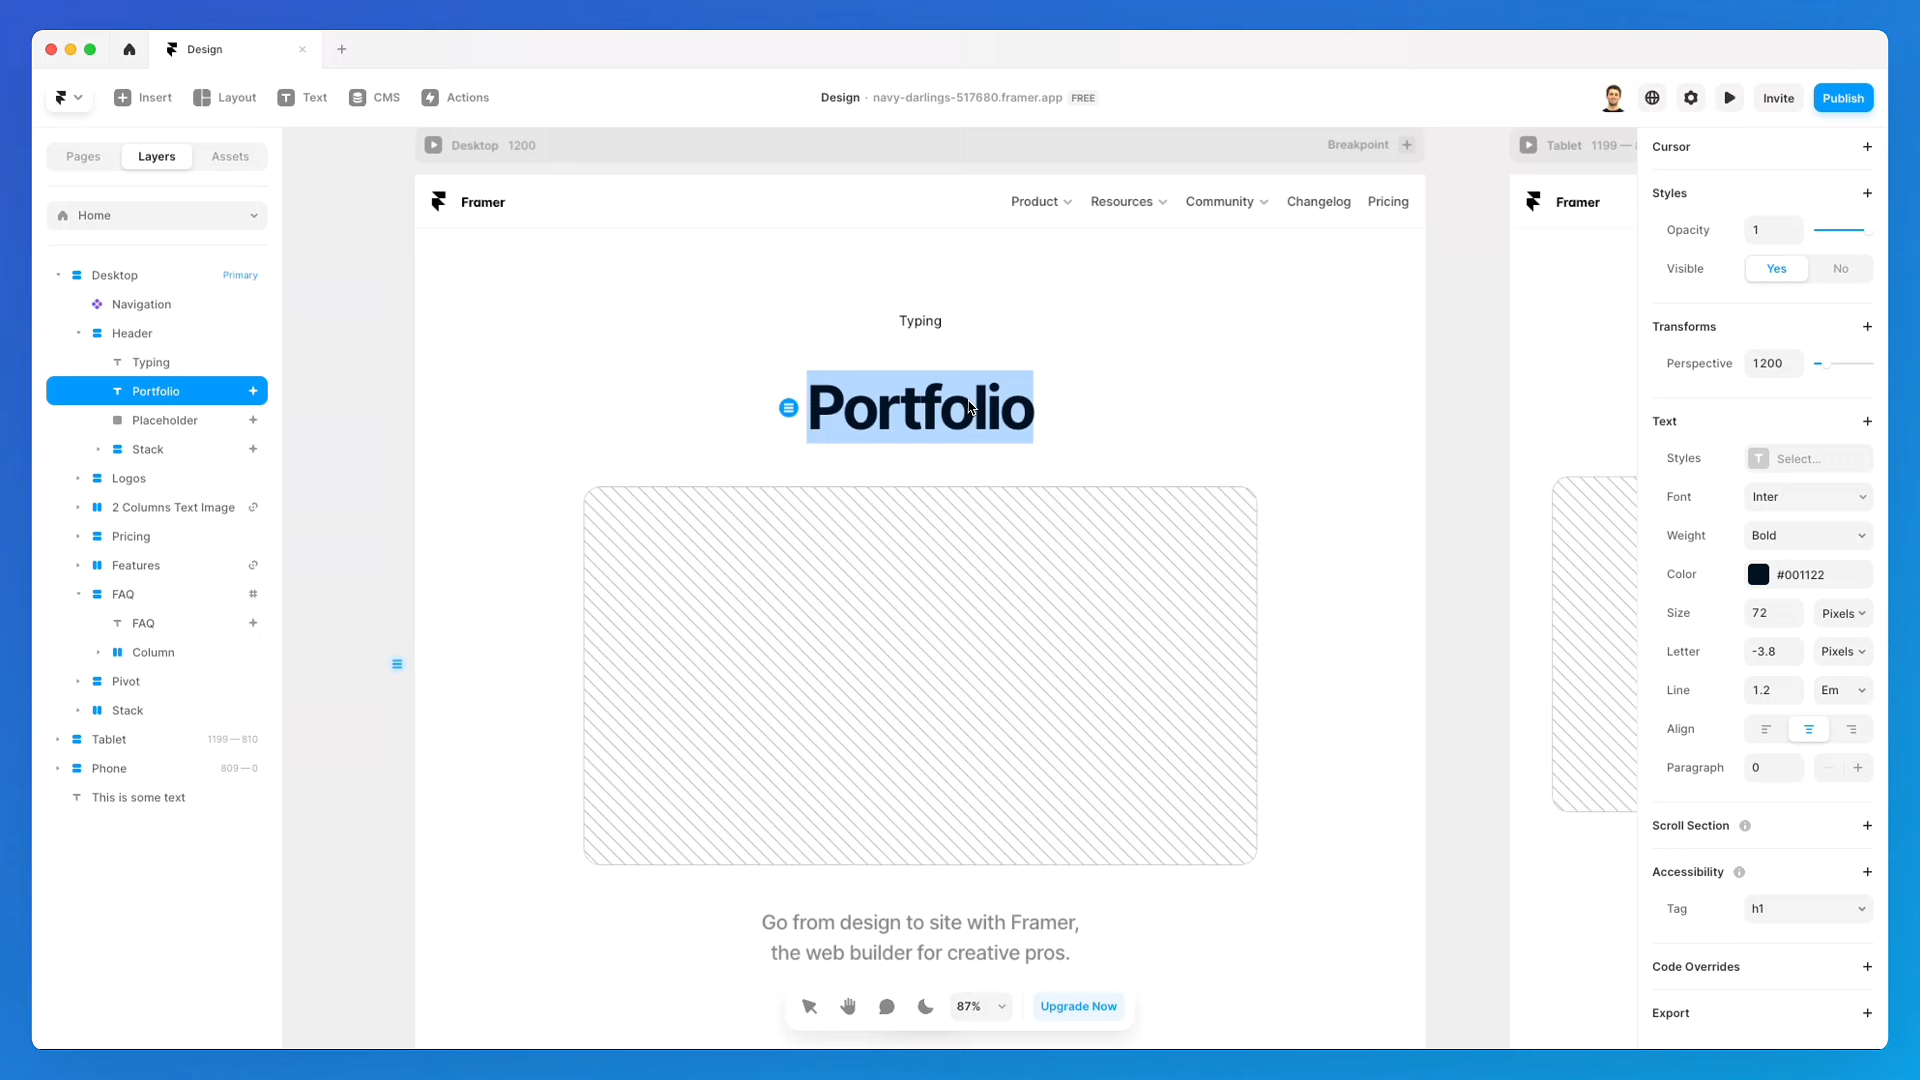 Design
Insert
Layout
Text
CMS
Actions
Design · navy-darlings-517680.framer.app FREE
Invite
Publish
Pages
Layers
Assets
Home
Desktop
Primary
Navigation
Header
Typing
Portfolio
Placeholder
Stack
Logos
2 Columns Text Image
Pricing
Features
FAQ
FAQ
Column
Pivot
Stack
Tablet 1199—810
Phone 809—0
This is some text
Desktop 1200
Breakpoint
Framer
Product
Resources
Community
Changelog
Pricing
Typing
Portfolio
Go from design to site with Framer,
the web builder for creative pros.
87%
Upgrade Now
Tablet 1199 —
Framer
Cursor
Styles
Opacity 1
Visible Yes No
Transforms
Perspective 1200
Text
Styles Select...
Font Inter
Weight Bold
Color #001122
Size 72 Pixels
Letter -3.8 Pixels
Line 1.2 Em
Align
Paragraph 0
Scroll Section
Accessibility
Tag h1
Code Overrides
Export